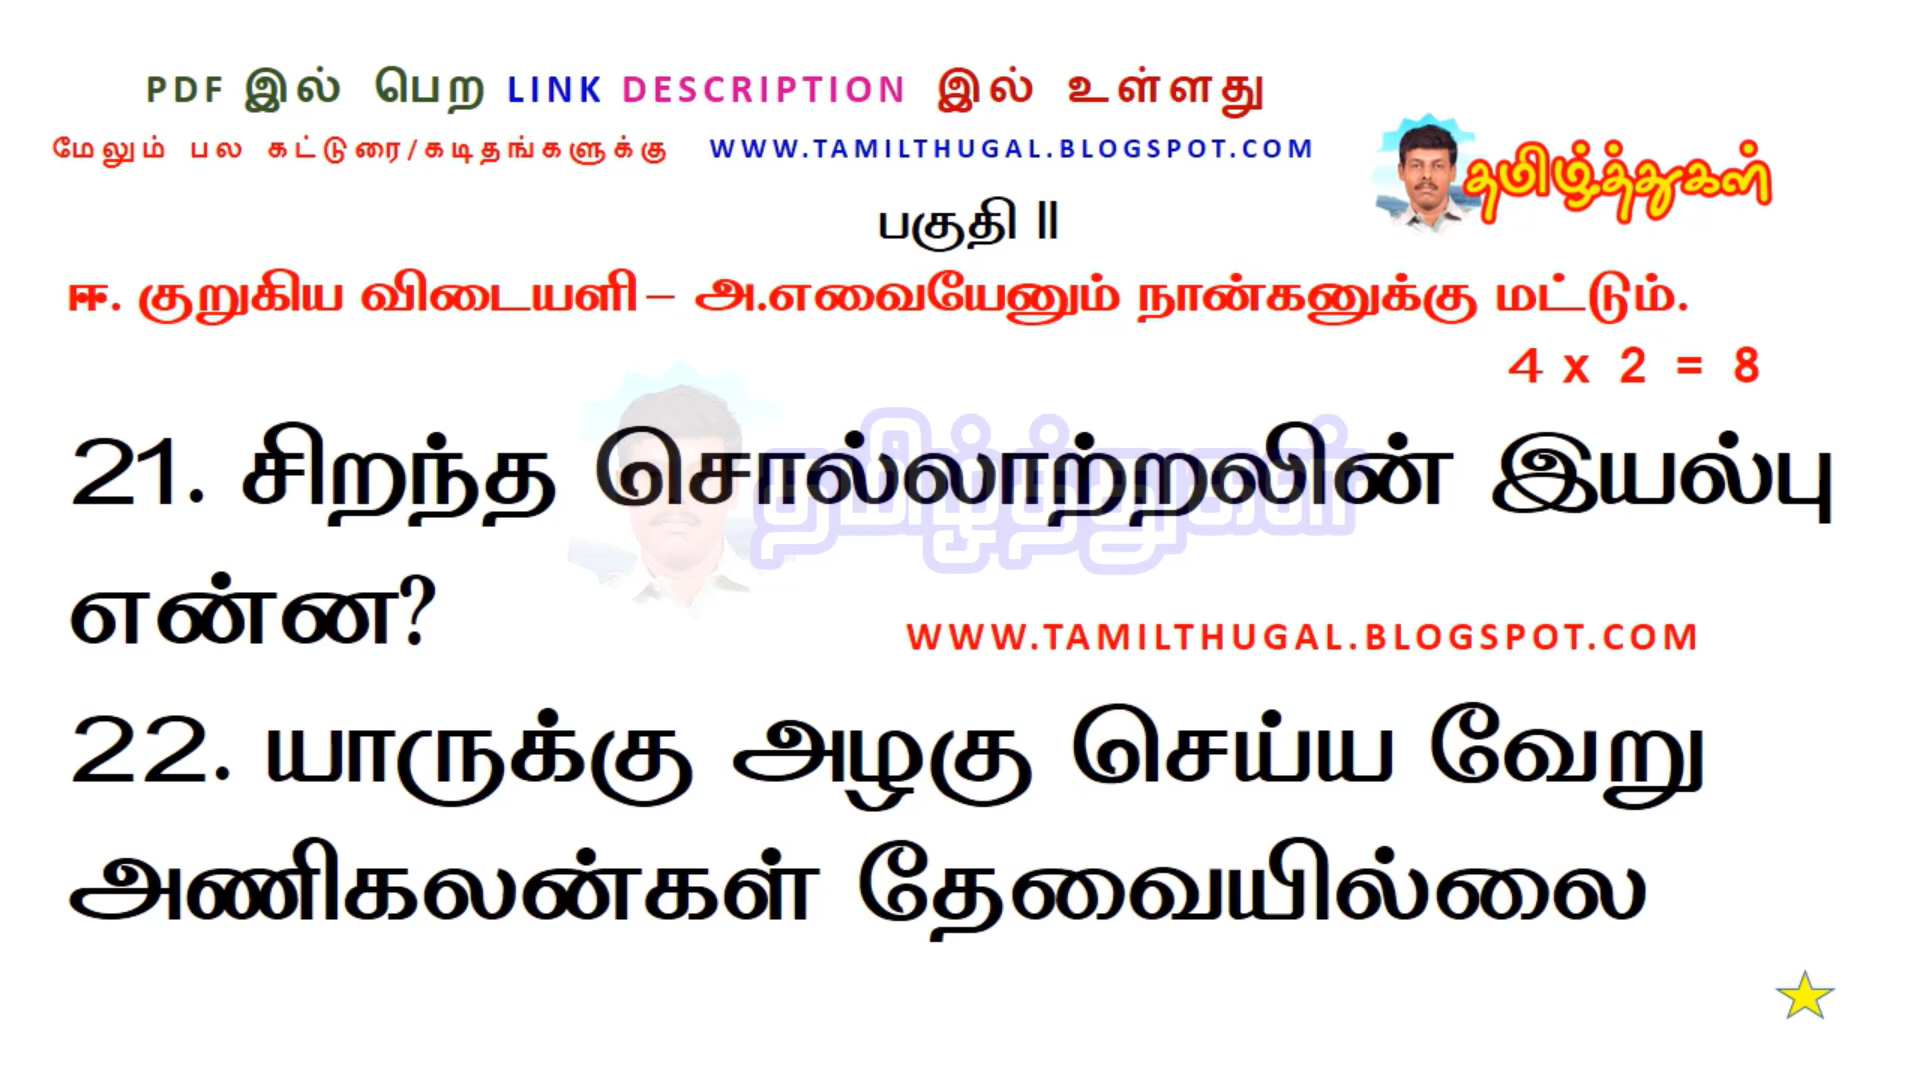 PDF இல் பெற LINK DESCRIPTION இல் உள்ளது
மேலும் பல கட்டுரை/கடிதங்களுக்கு WWW.TAMILTHUGAL.BLOGSPOT.COM
தமிழ்த்துகள்
பகுதி II
ஈ. குறுகிய விடையளி – அ.எவையேனும் நான்கனுக்கு மட்டும்.
4 x 2 = 8
21. சிறந்த சொல்லாற்றலின் இயல்பு
என்ன?
தமிழ்த்துகள்
WWW.TAMILTHUGAL.BLOGSPOT.COM
22. யாருக்கு அழகு செய்ய வேறு
அணிகலன்கள் தேவையில்லை